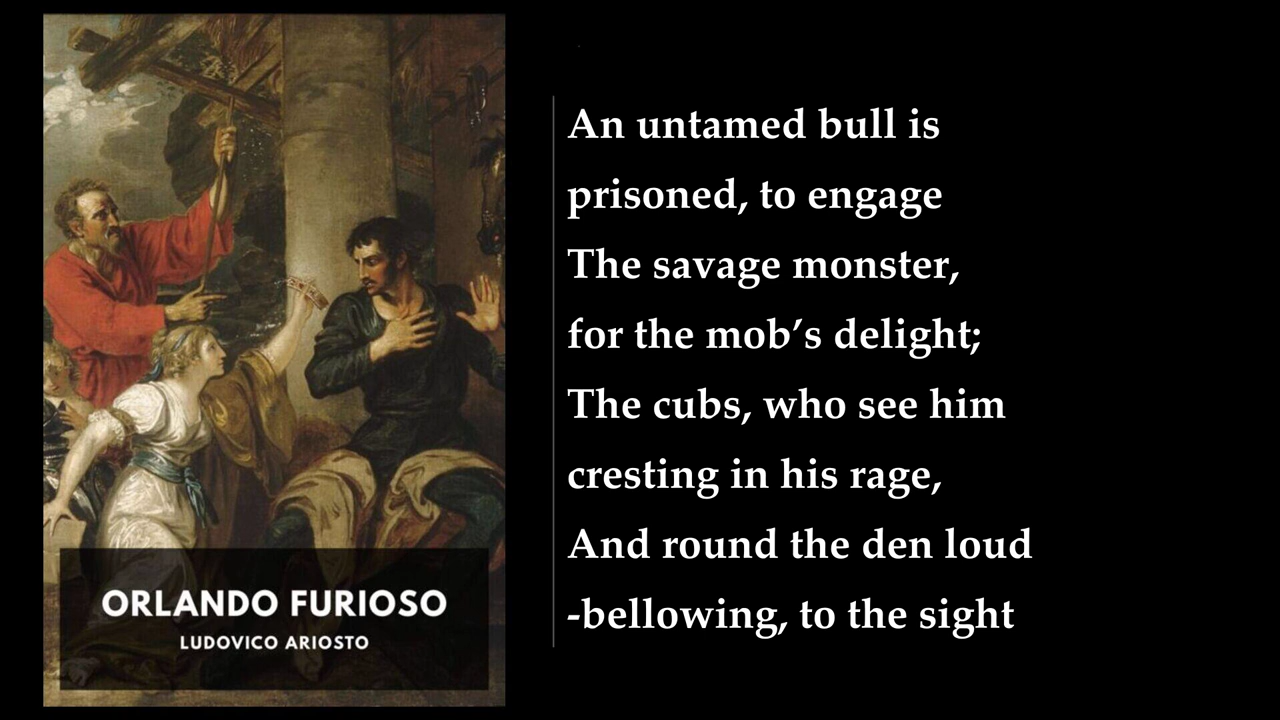 ORLANDO FURIOSO
LUDOVICO ARIOSTO
An untamed bull is
prisoned, to engage
The savage monster,
for the mob’s delight;
The cubs, who see him
cresting in his rage,
And round the den loud
-bellowing, to the sight